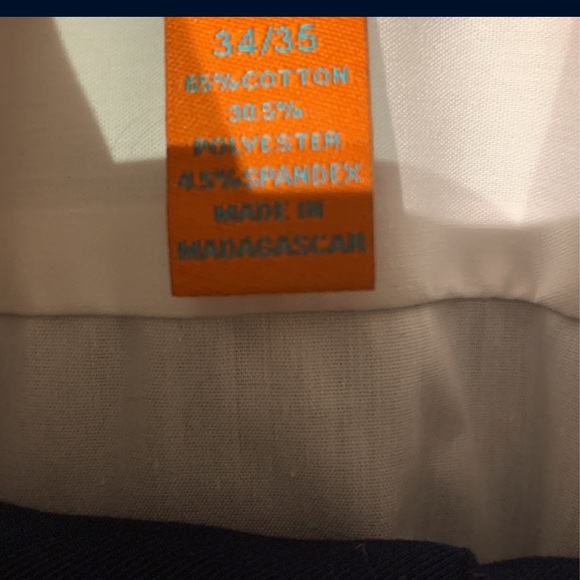 34/35
65%COTTON
30.5%
POLYESTER
4.5%SPANDEX
MADE IN
MADAGASCAR